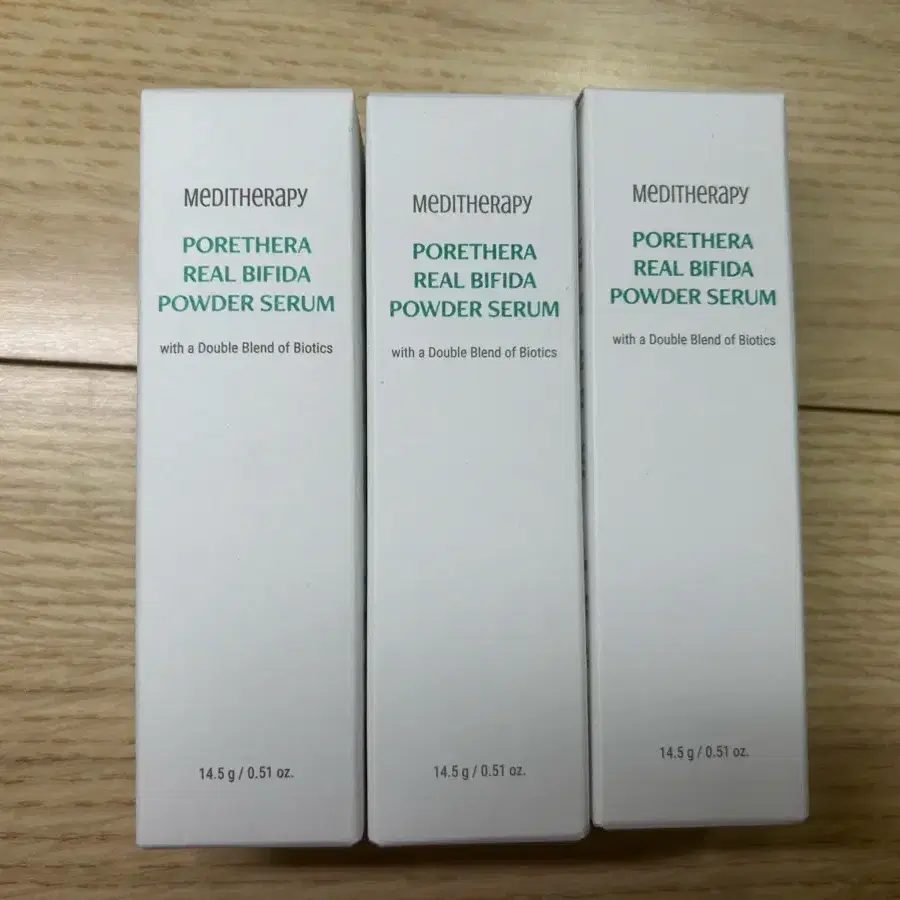 MEDITHERAPY
PORETHERA
REAL BIFIDA
POWDER SERUM
with a Double Blend of Biotics
14.5 g / 0.51 oz.
MEDITHERAPY
PORETHERA
REAL BIFIDA
POWDER SERUM
with a Double Blend of Biotics
14.5 g / 0.51 oz.
MEDITHERAPY
PORETHERA
REAL BIFIDA
POWDER SERUM
with a Double Blend of Biotics
14.5 g / 0.51 oz.